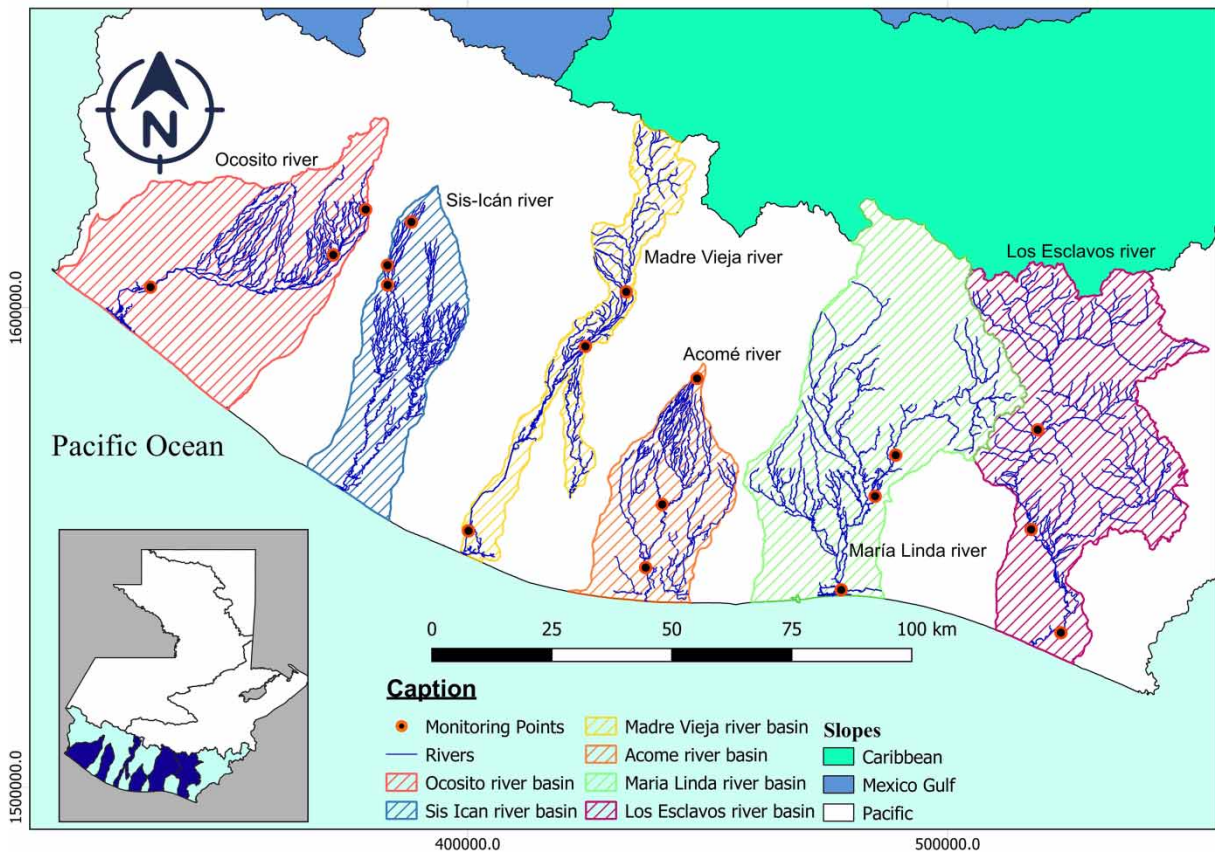 N
Ocosito river
Sis-Icán river
Madre Vieja river
Los Esclavos river
Acomé river
María Linda river
Pacific Ocean
1600000.0
1500000.0
0 25 50 75 100 km
Caption
Monitoring Points
Rivers
Ocosito river basin
Sis Ican river basin
Madre Vieja river basin
Acome river basin
Maria Linda river basin
Los Esclavos river basin
Slopes
Caribbean
Mexico Gulf
Pacific
400000.0
500000.0